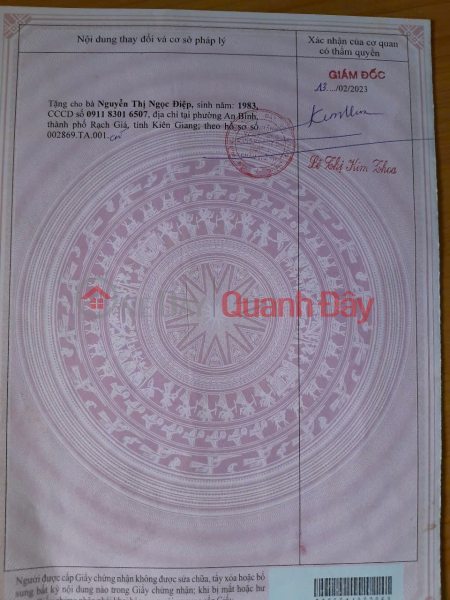 Nội dung thay đổi và cơ sở pháp lý
Xác nhận của cơ quan
có thẩm quyền
Tặng cho bà Nguyễn Thị Ngọc Điệp, sinh năm: 1983,
CCCD số 0911 8301 6507, địa chỉ tại phường An Bình,
thành phố Rạch Giá, tỉnh Kiên Giang; theo hồ sơ số
002869.TA.001.
GIÁM ĐỐC
13.../02/2023
Lê Thị Kim Thoa
Quanh Đây
Người được cấp Giấy chứng nhận không được sửa chữa, tẩy xóa hoặc bổ
sung bất kỳ nội dung nào trong Giấy chứng nhận; khi bị mất hoặc hư